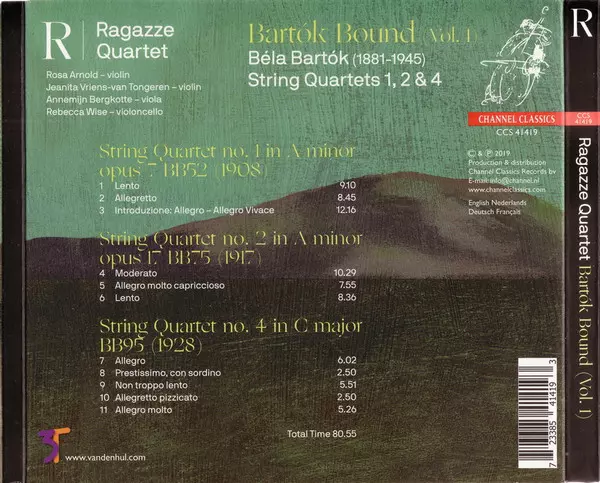 R
Ragazze
Quartet
Rosa Arnold – violin
Jeanita Vriens-van Tongeren – violin
Annemijn Bergkotte – viola
Rebecca Wise – violoncello
Bartók Bound (Vol. 1)
Béla Bartók (1881-1945)
String Quartets 1, 2 & 4
CHANNEL CLASSICS
CCS 41419
© & ℗ 2019
Production & distribution
Channel Classics Records bv
E-mail: info@channel.nl
www.channelclassics.com
English Nederlands
Deutsch Français
String Quartet no. 1 in A minor
opus 7 BB52 (1908)
1 Lento 9.10
2 Allegretto 8.45
3 Introduzione: Allegro – Allegro Vivace 12.16
String Quartet no. 2 in A minor
opus 17 BB75 (1917)
4 Moderato 10.29
5 Allegro molto capriccioso 7.55
6 Lento 8.36
String Quartet no. 4 in C major
BB95 (1928)
7 Allegro 6.02
8 Prestissimo, con sordino 2.50
9 Non troppo lento 5.51
10 Allegretto pizzicato 2.50
11 Allegro molto 5.26
Total Time 80.55
3T
www.vandenhul.com
7 23385 41419 3
R
CCS
41419
Ragazze Quartet Bartók Bound (Vol. 1)